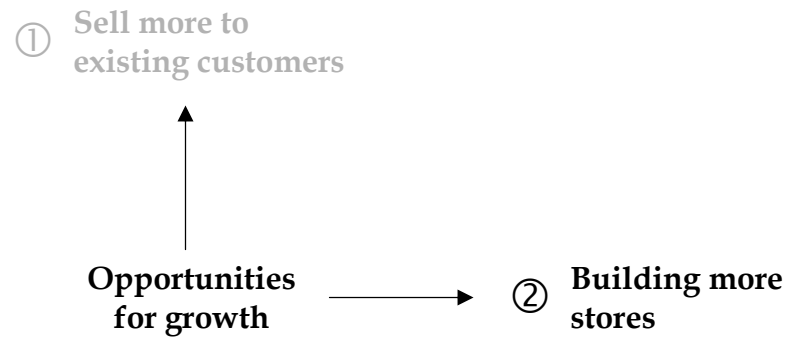 ① Sell more to
existing customers
Opportunities
for growth
② Building more
stores